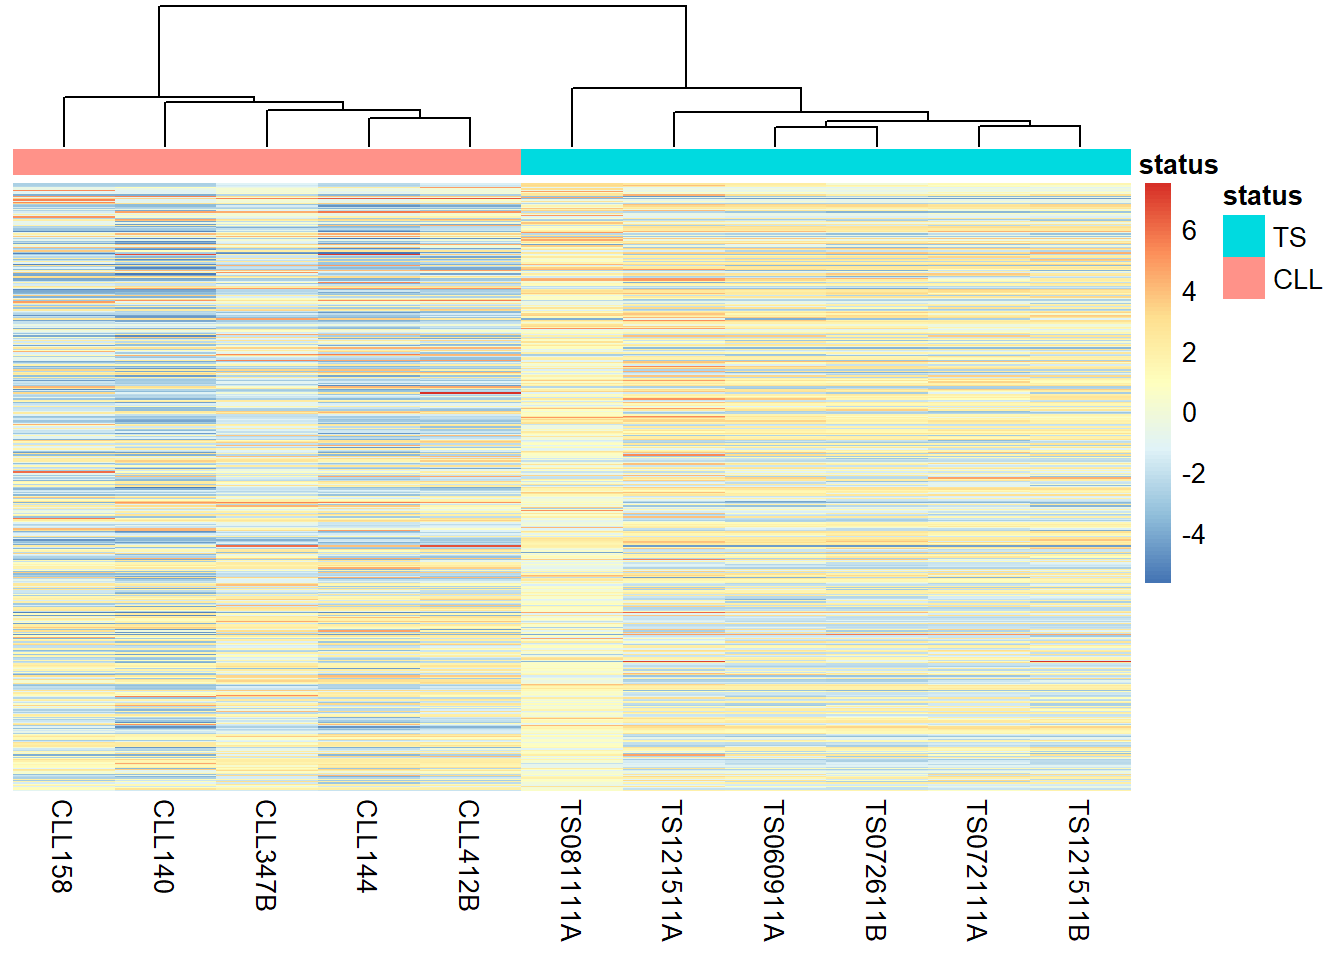 status
status
6
4
2
0
-2
-4
TS
CLL
CLL158
CLL140
CLL347B
CLL144
CLL412B
TS081111A
TS121511A
TS060911A
TS072611B
TS072111A
TS121511B